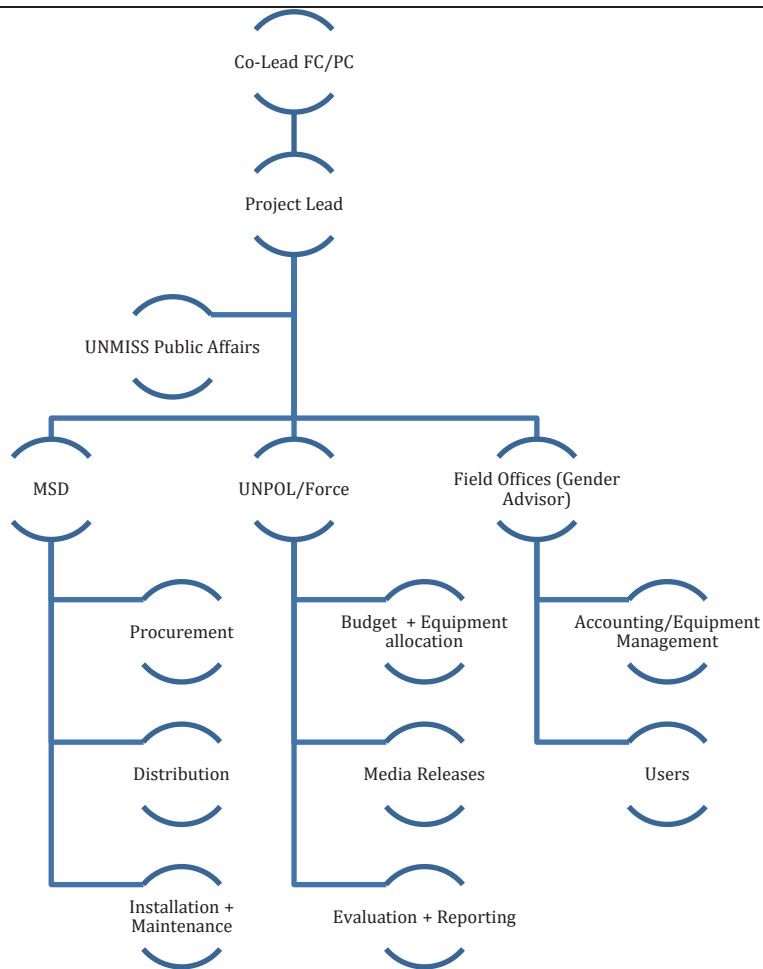 Co-Lead FC/PC
Project Lead
UNMISS Public Affairs
MSD
UNPOL/Force
Field Offices (Gender
Advisor)
Procurement
Budget + Equipment
allocation
Accounting/Equipment
Management
Distribution
Media Releases
Users
Installation +
Maintenance
Evaluation + Reporting